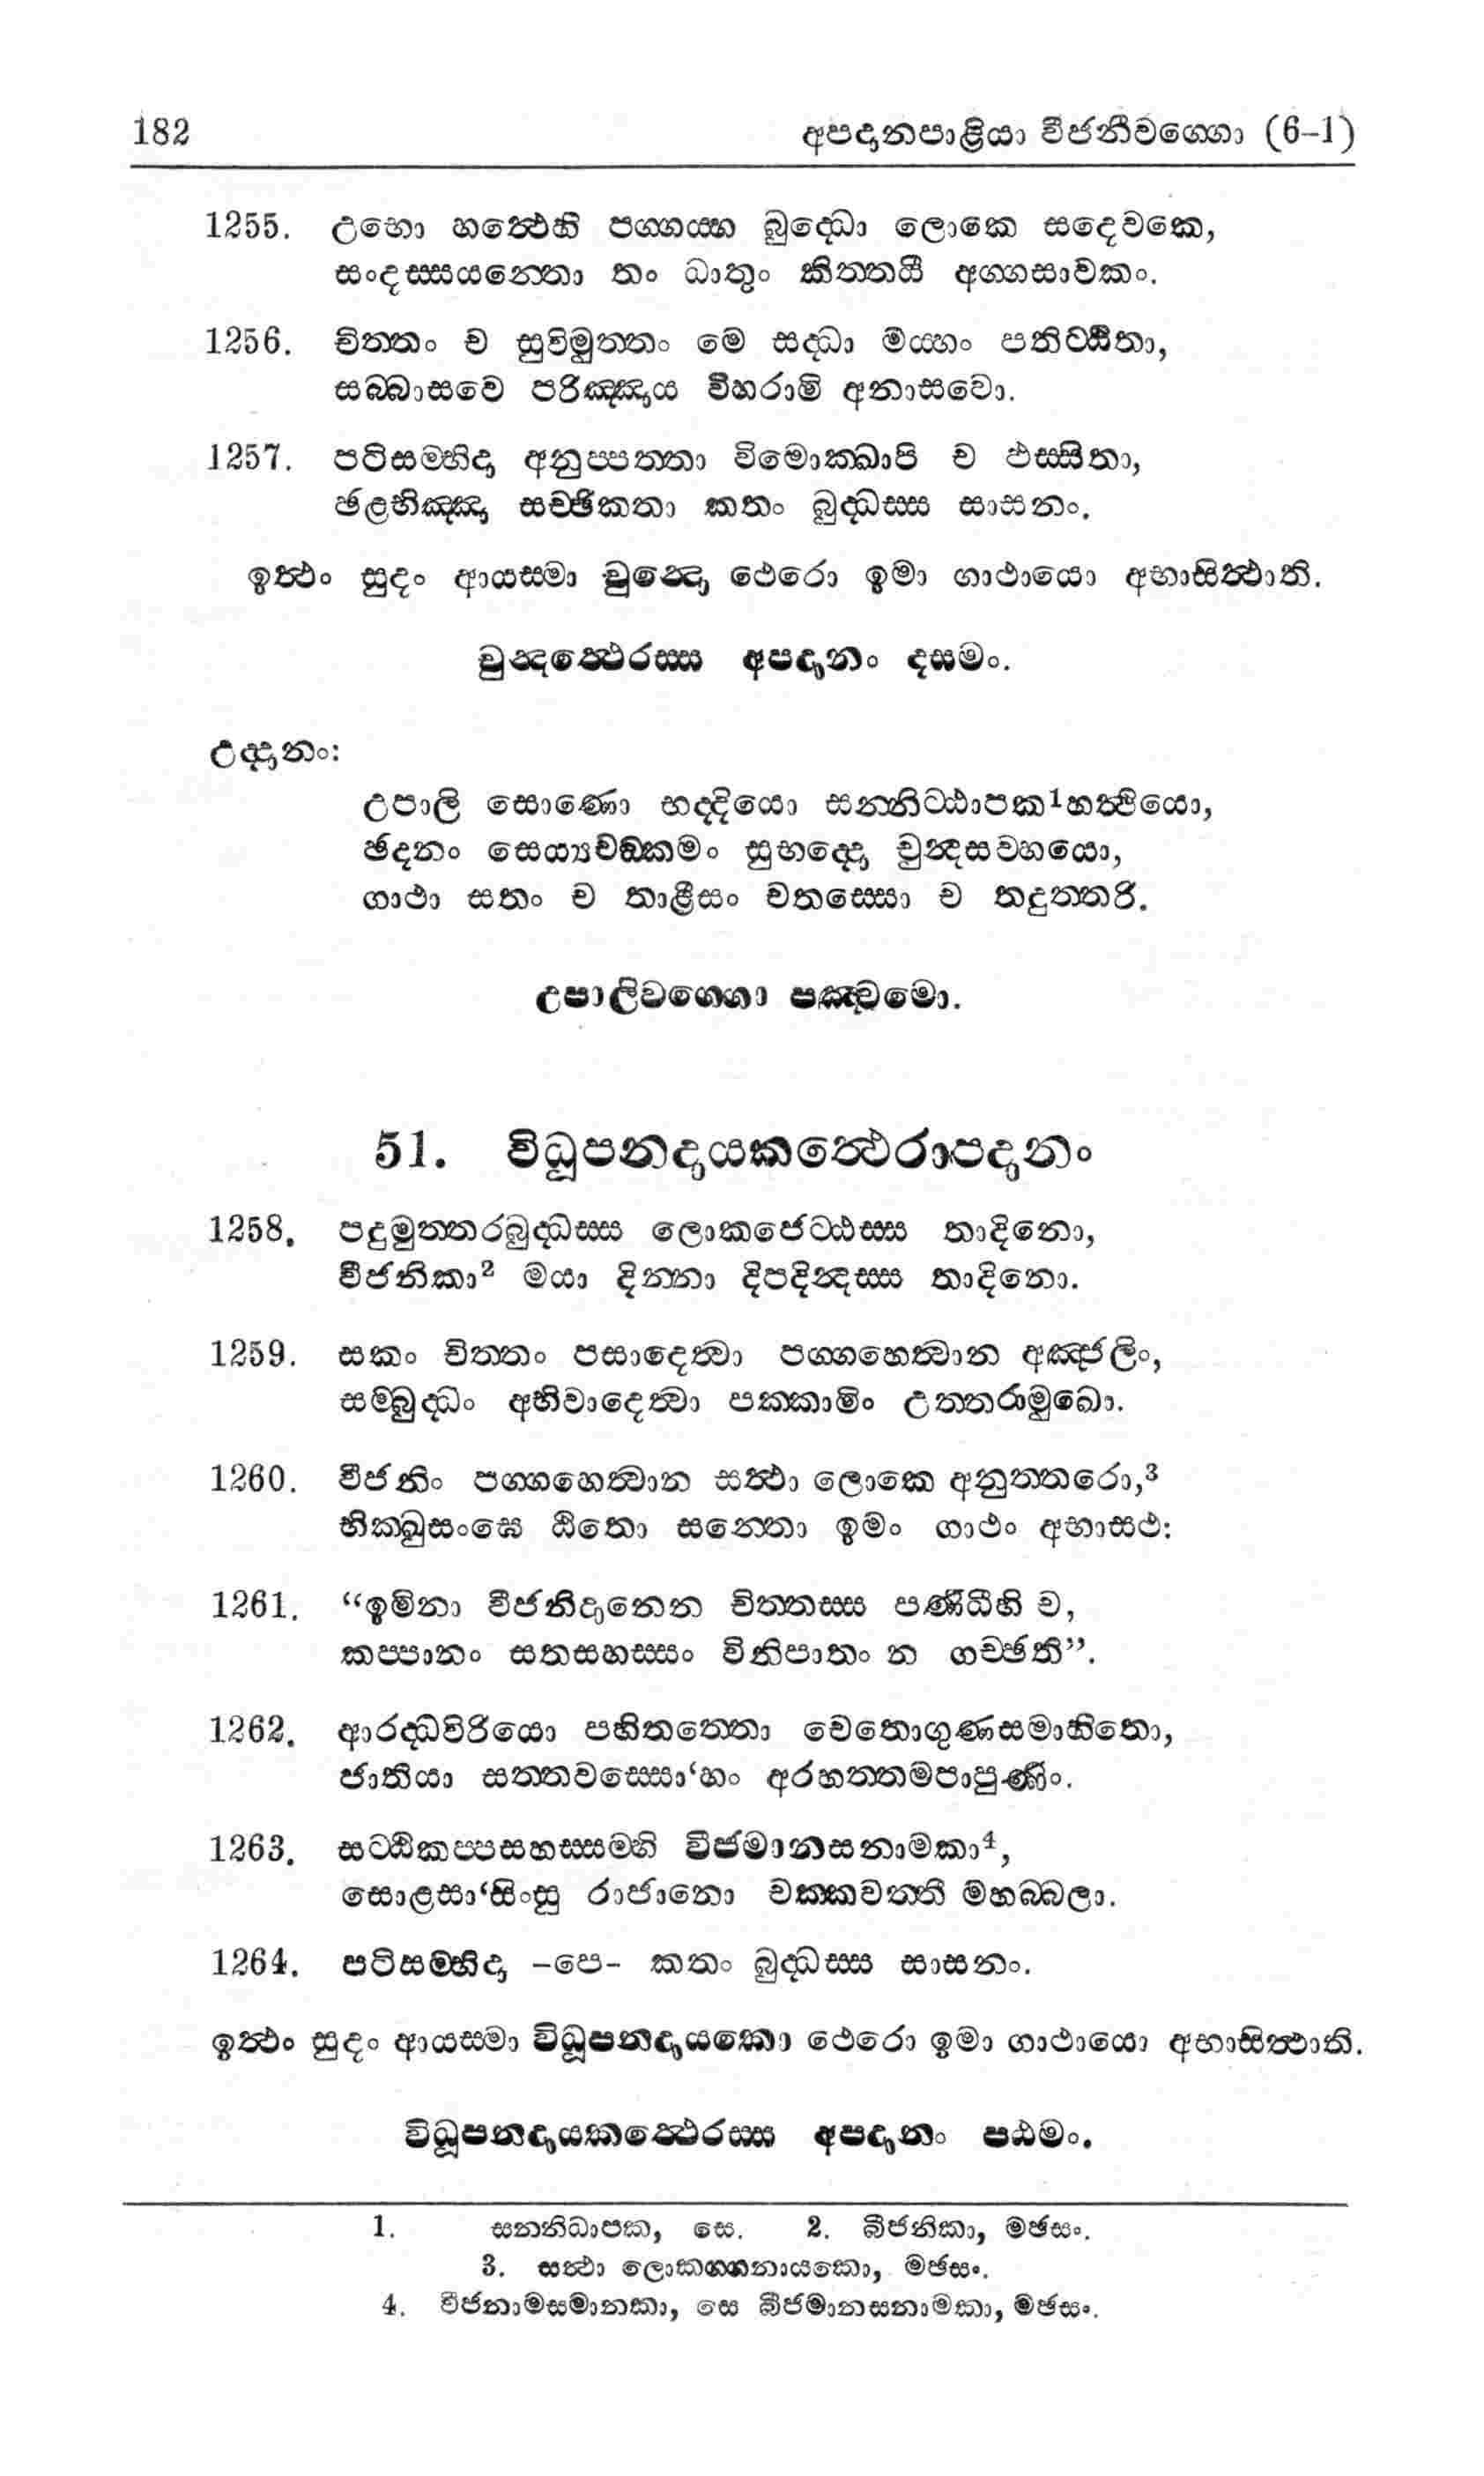 182 අපදානපාළියා වීජනීවග්ගො (6-1)
1255. උභො හත්ථෙහි පග්ගය්හ බුද්ධො ලොකෙ සදෙවකෙ,
සංදස්සයන්තො තං ධාතුං කිත්තයි අග්ගසාවකං.
1256. චිත්තං ච සුවිමුත්තං මෙ සද්ධා මය්හං පතිට්ඨිතා,
සබ්බාසවෙ පරිඤ්ඤාය විහරාමි අනාසවො.
1257. පටිසම්භිදා අනුප්පත්තා විමොක්ඛාපි ච ඵස්සිතා,
ඡළභිඤ්ඤා සච්ඡිකතා කතං බුද්ධස්ස සාසනං.
ඉත්ථං සුදං ආයස්මා චුන්දො ථෙරො ඉමා ගාථායො අභාසිත්ථාති.
චුන්දත්ථෙරස්ස අපදානං දසමං.
උද්දානං:
උපාලි සොණො භද්දියො සන්නිට්ඨාපක1හත්ථියො,
ඡදනං සෙය්‍යචඞ්කමං සුභද්දො චුන්දසව්හයො,
ගාථා සතං ච තාළීසං චතස්සො ච තදුත්තරි.
උපාලිවග්ගො පඤ්චමො.
51. විධූපනදායකත්ථෙරාපදානං
1258. පදුමුත්තරබුද්ධස්ස ලොකජෙට්ඨස්ස තාදිනො,
වීජනිකා2 මයා දින්නා දිපදින්දස්ස තාදිනො.
1259. සකං චිත්තං පසාදෙත්වා පග්ගහෙත්වාන අඤ්ජලිං,
සම්බුද්ධං අභිවාදෙත්වා පක්කාමිං උත්තරාමුඛො.
1260. වීජනිං පග්ගහෙත්වාන සත්ථා ලොකෙ අනුත්තරො,3
භික්ඛුසංඝෙ ඨිතො සන්තො ඉමං ගාථං අභාසථ:
1261. “ඉමිනා වීජනිදානෙන චිත්තස්ස පණිධීහි ච,
කප්පානං සතසහස්සං විනිපාතං න ගච්ඡති”.
1262. ආරද්ධවිරියො පහිතත්තො චෙතොගුණසමාහිතො,
ජාතියා සත්තවස්සො‘හං අරහත්තමපාපුණිං.
1263. සට්ඨිකප්පසහස්සම්හි වීජමානසනාමකා4,
සොළසා‘සිංසු රාජානො චක්කවත්තී මහබ්බලා.
1264. පටිසම්භිදා –පෙ– කතං බුද්ධස්ස සාසනං.
ඉත්ථං සුදං ආයස්මා විධූපනදායකො ථෙරො ඉමා ගාථායො අභාසිත්ථාති.
විධූපනදායකත්ථෙරස්ස අපදානං පඨමං.
1. සන්නිධාපක, සෙ. 2. බීජනිකා, මඡසං.
3. සත්ථා ලොකග්ගනායකො, මඡසං.
4. වීජනාමසමානකා, සෙ බීජමානසනාමකා, මඡසං.